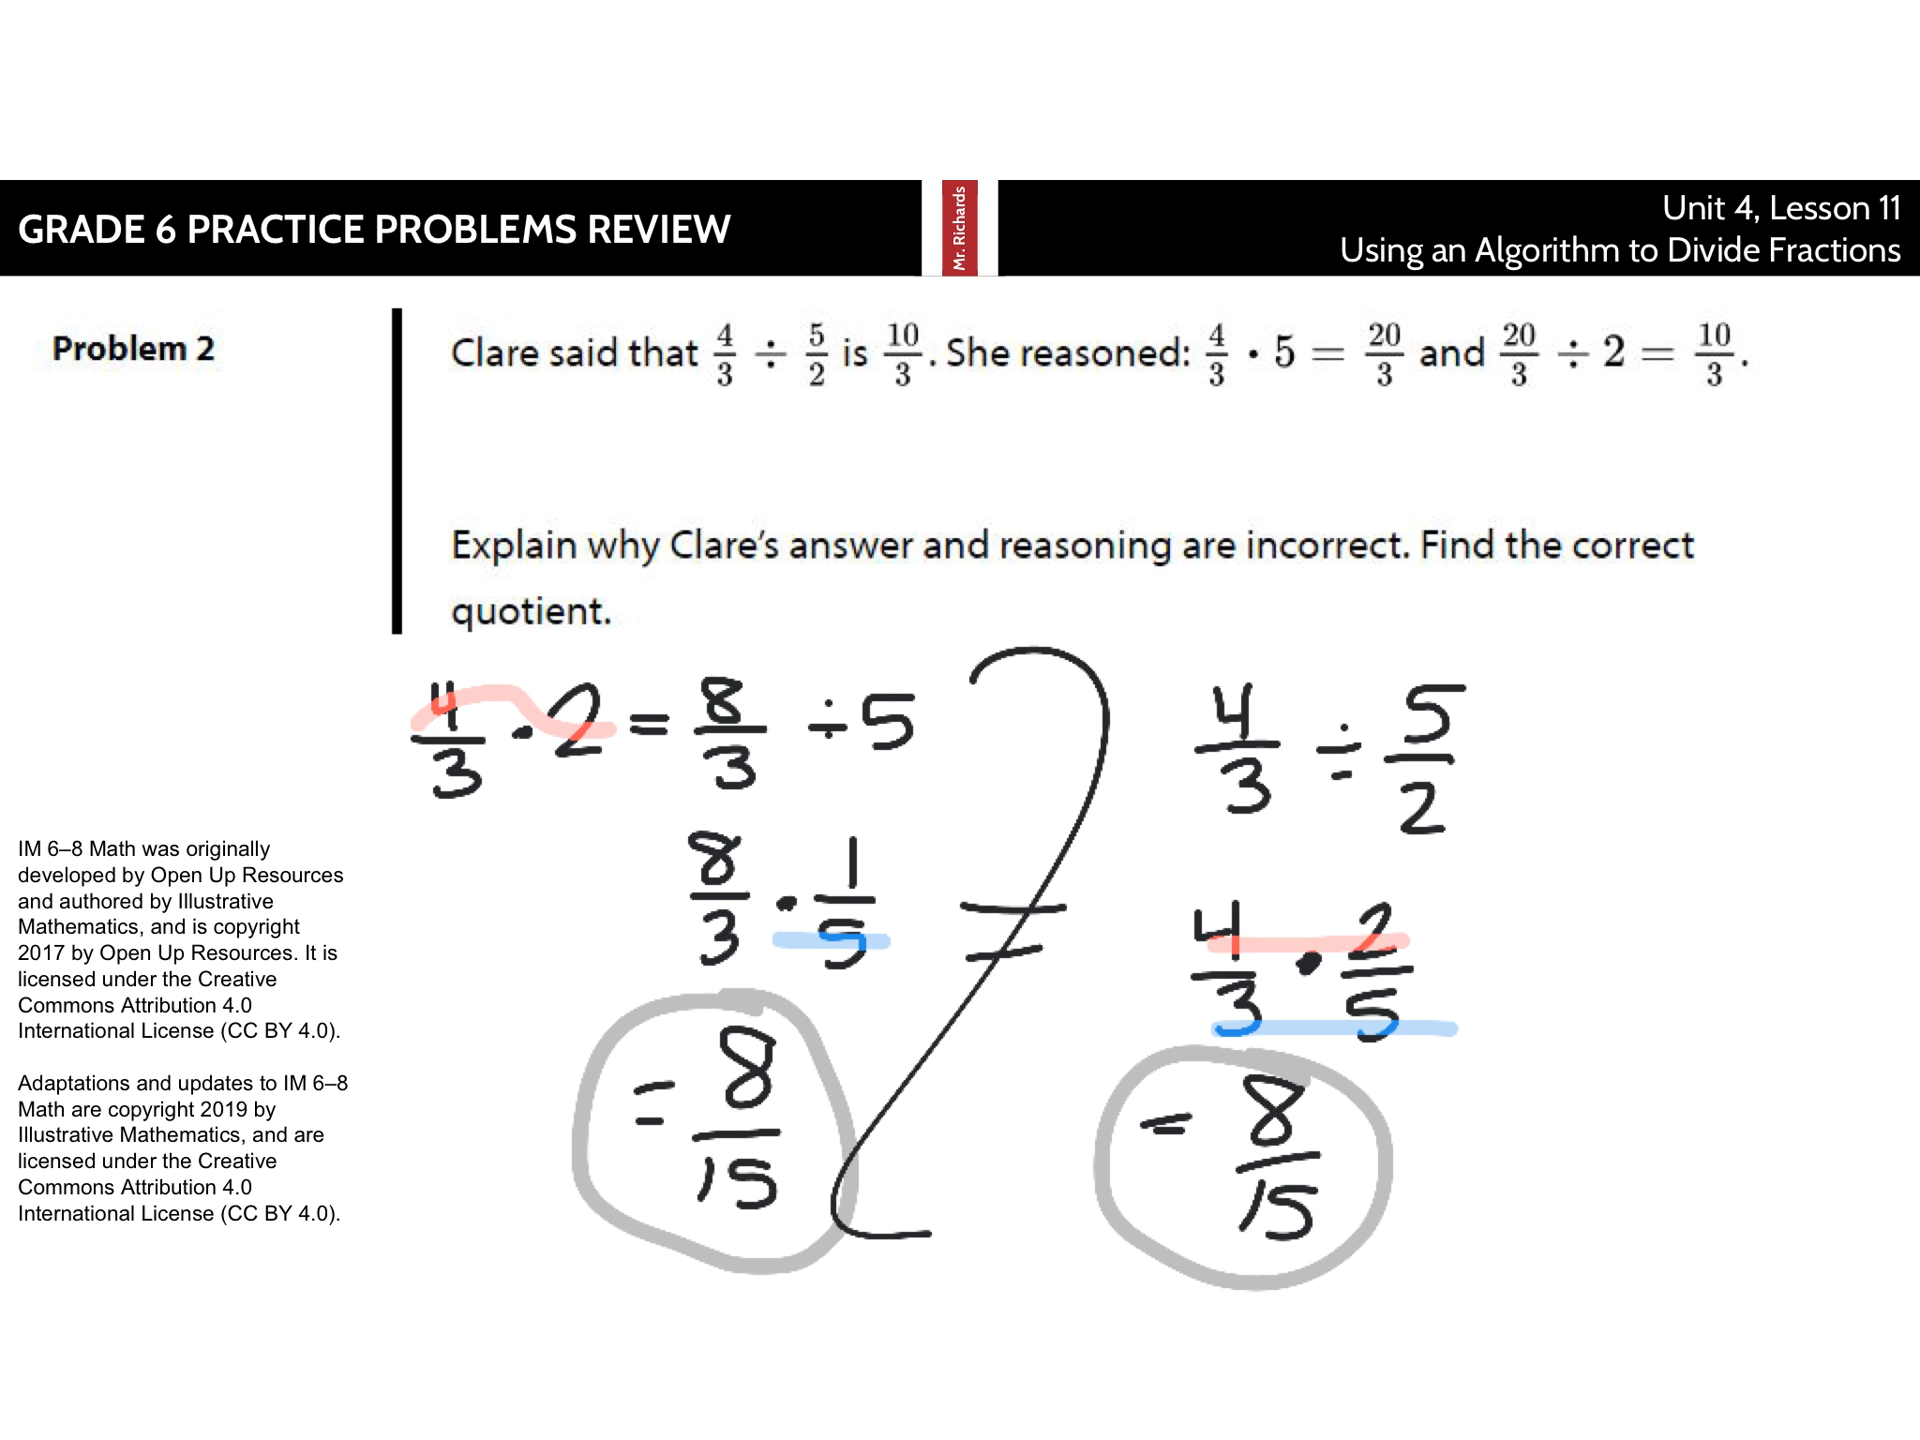 GRADE 6 PRACTICE PROBLEMS REVIEW
Mr. Richards
Unit 4, Lesson 11
Using an Algorithm to Divide Fractions
Problem 2
Clare said that 4/3 ÷ 5/2 is 10/3. She reasoned: 4/3 · 5 = 20/3 and 20/3 ÷ 2 = 10/3.
Explain why Clare's answer and reasoning are incorrect. Find the correct
quotient.
4/3 · 2 = 8/3 ÷ 5
8/3 · 1/5
= 8/15
=
4/3 ÷ 5/2
4/3 · 2/5
= 8/15
IM 6–8 Math was originally
developed by Open Up Resources
and authored by Illustrative
Mathematics, and is copyright
2017 by Open Up Resources. It is
licensed under the Creative
Commons Attribution 4.0
International License (CC BY 4.0).
Adaptations and updates to IM 6–8
Math are copyright 2019 by
Illustrative Mathematics, and are
licensed under the Creative
Commons Attribution 4.0
International License (CC BY 4.0).